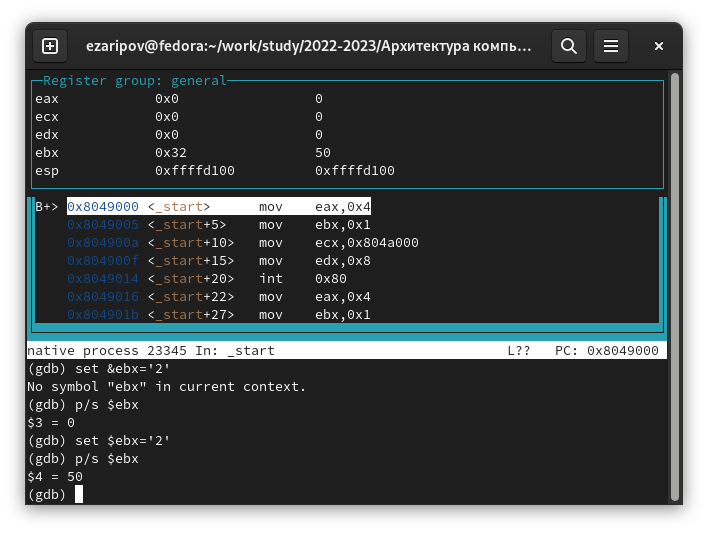 ezaripov@fedora:~/work/study/2022-2023/Архитектура компь...
Register group: general
eax 0x0 0
ecx 0x0 0
edx 0x0 0
ebx 0x32 50
esp 0xffffd100 0xffffd100
B+> 0x8049000 <_start> mov eax,0x4
0x8049005 <_start+5> mov ebx,0x1
0x804900a <_start+10> mov ecx,0x804a000
0x804900f <_start+15> mov edx,0x8
0x8049014 <_start+20> int 0x80
0x8049016 <_start+22> mov eax,0x4
0x804901b <_start+27> mov ebx,0x1
native process 23345 In: _start L?? PC: 0x8049000
(gdb) set &ebx='2'
No symbol "ebx" in current context.
(gdb) p/s $ebx
$3 = 0
(gdb) set $ebx='2'
(gdb) p/s $ebx
$4 = 50
(gdb)